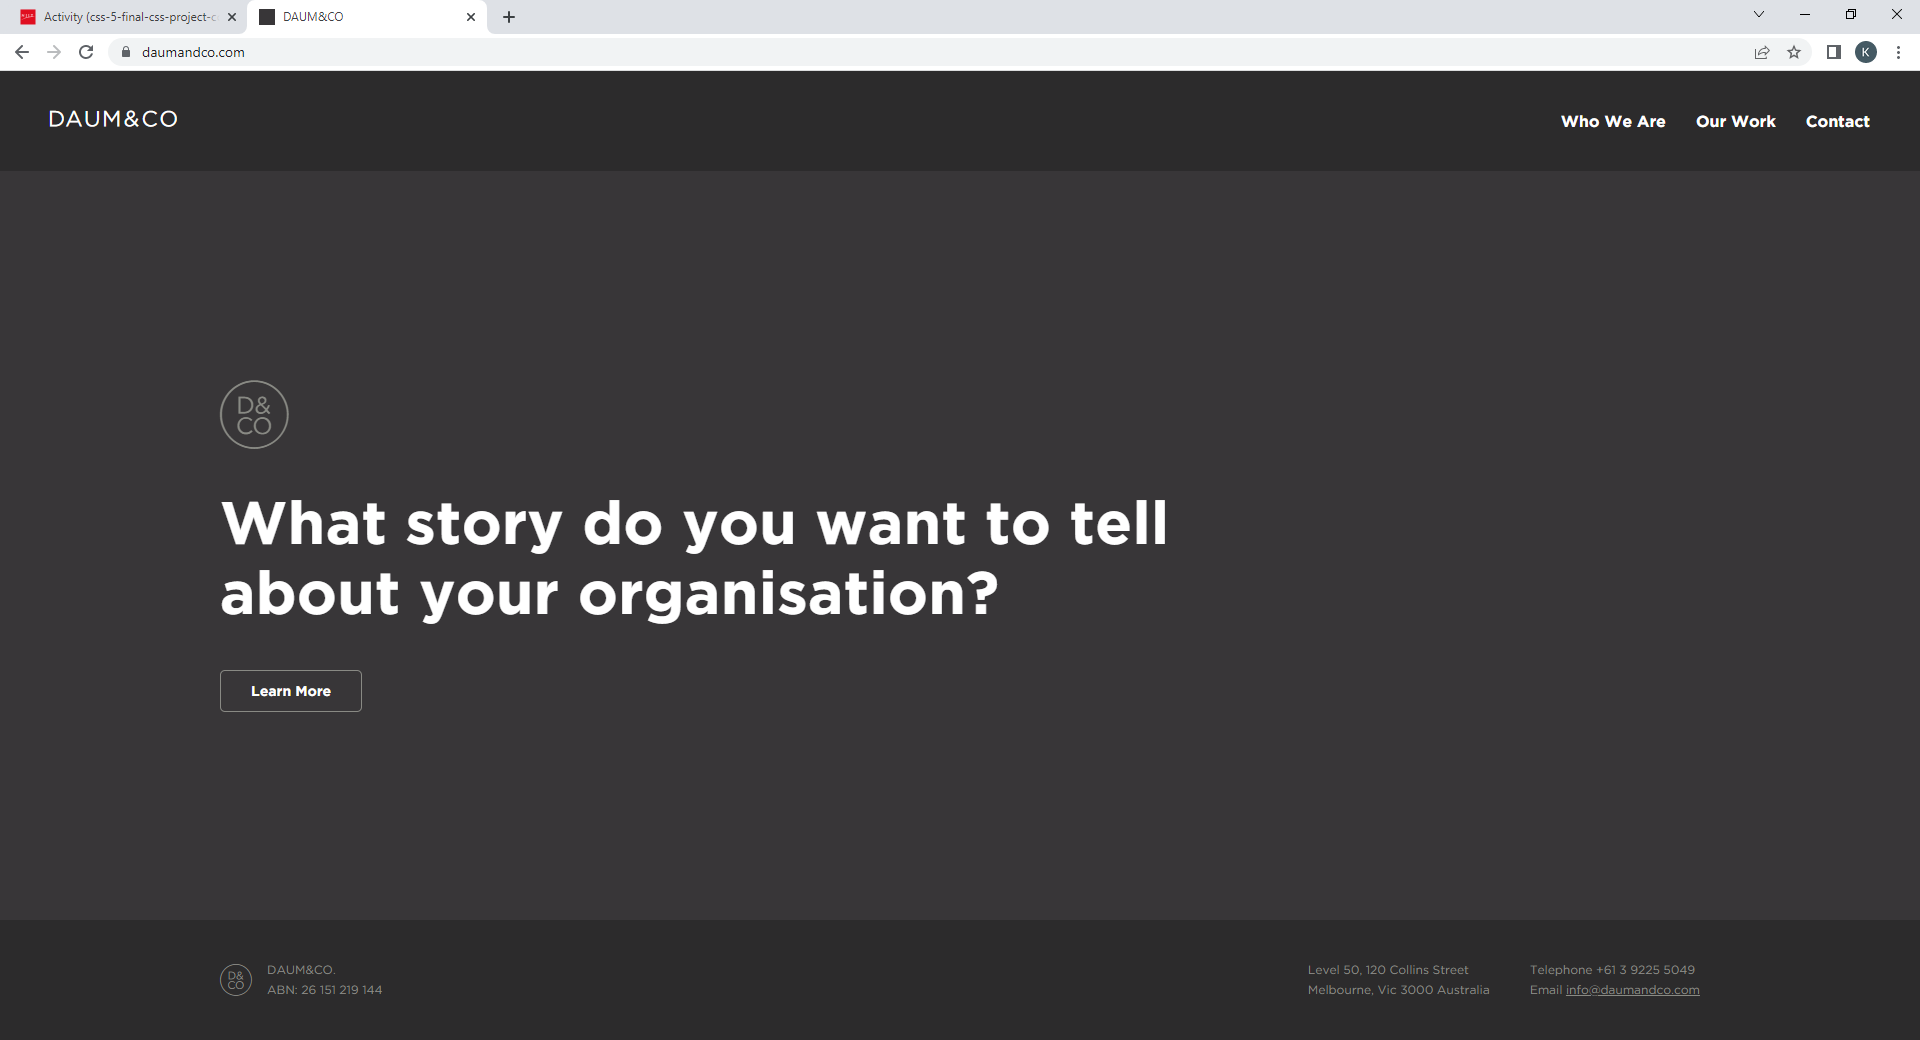 Activity (css-5-final-css-project-c
DAUM&CO
daumandco.com
K
DAUM&CO
Who We Are
Our Work
Contact
D&
CO
What story do you want to tell
about your organisation?
Learn More
D&
CO
DAUM&CO.
ABN: 26 151 219 144
Level 50, 120 Collins Street
Melbourne, Vic 3000 Australia
Telephone +61 3 9225 5049
Email info@daumandco.com